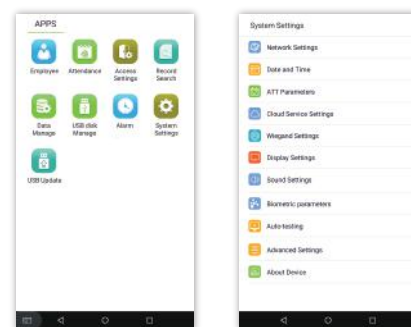 APPS
Employee Attendance Access Settings Record Search
Data Manage USB disk Manage Alarm System Settings
USB Update
System Settings
Network Settings
Date and Time
ATT Parameters
Cloud Service Settings
Wiegand Settings
Display Settings
Sound Settings
Biometric parameters
Auto-testing
Advanced Settings
About Device